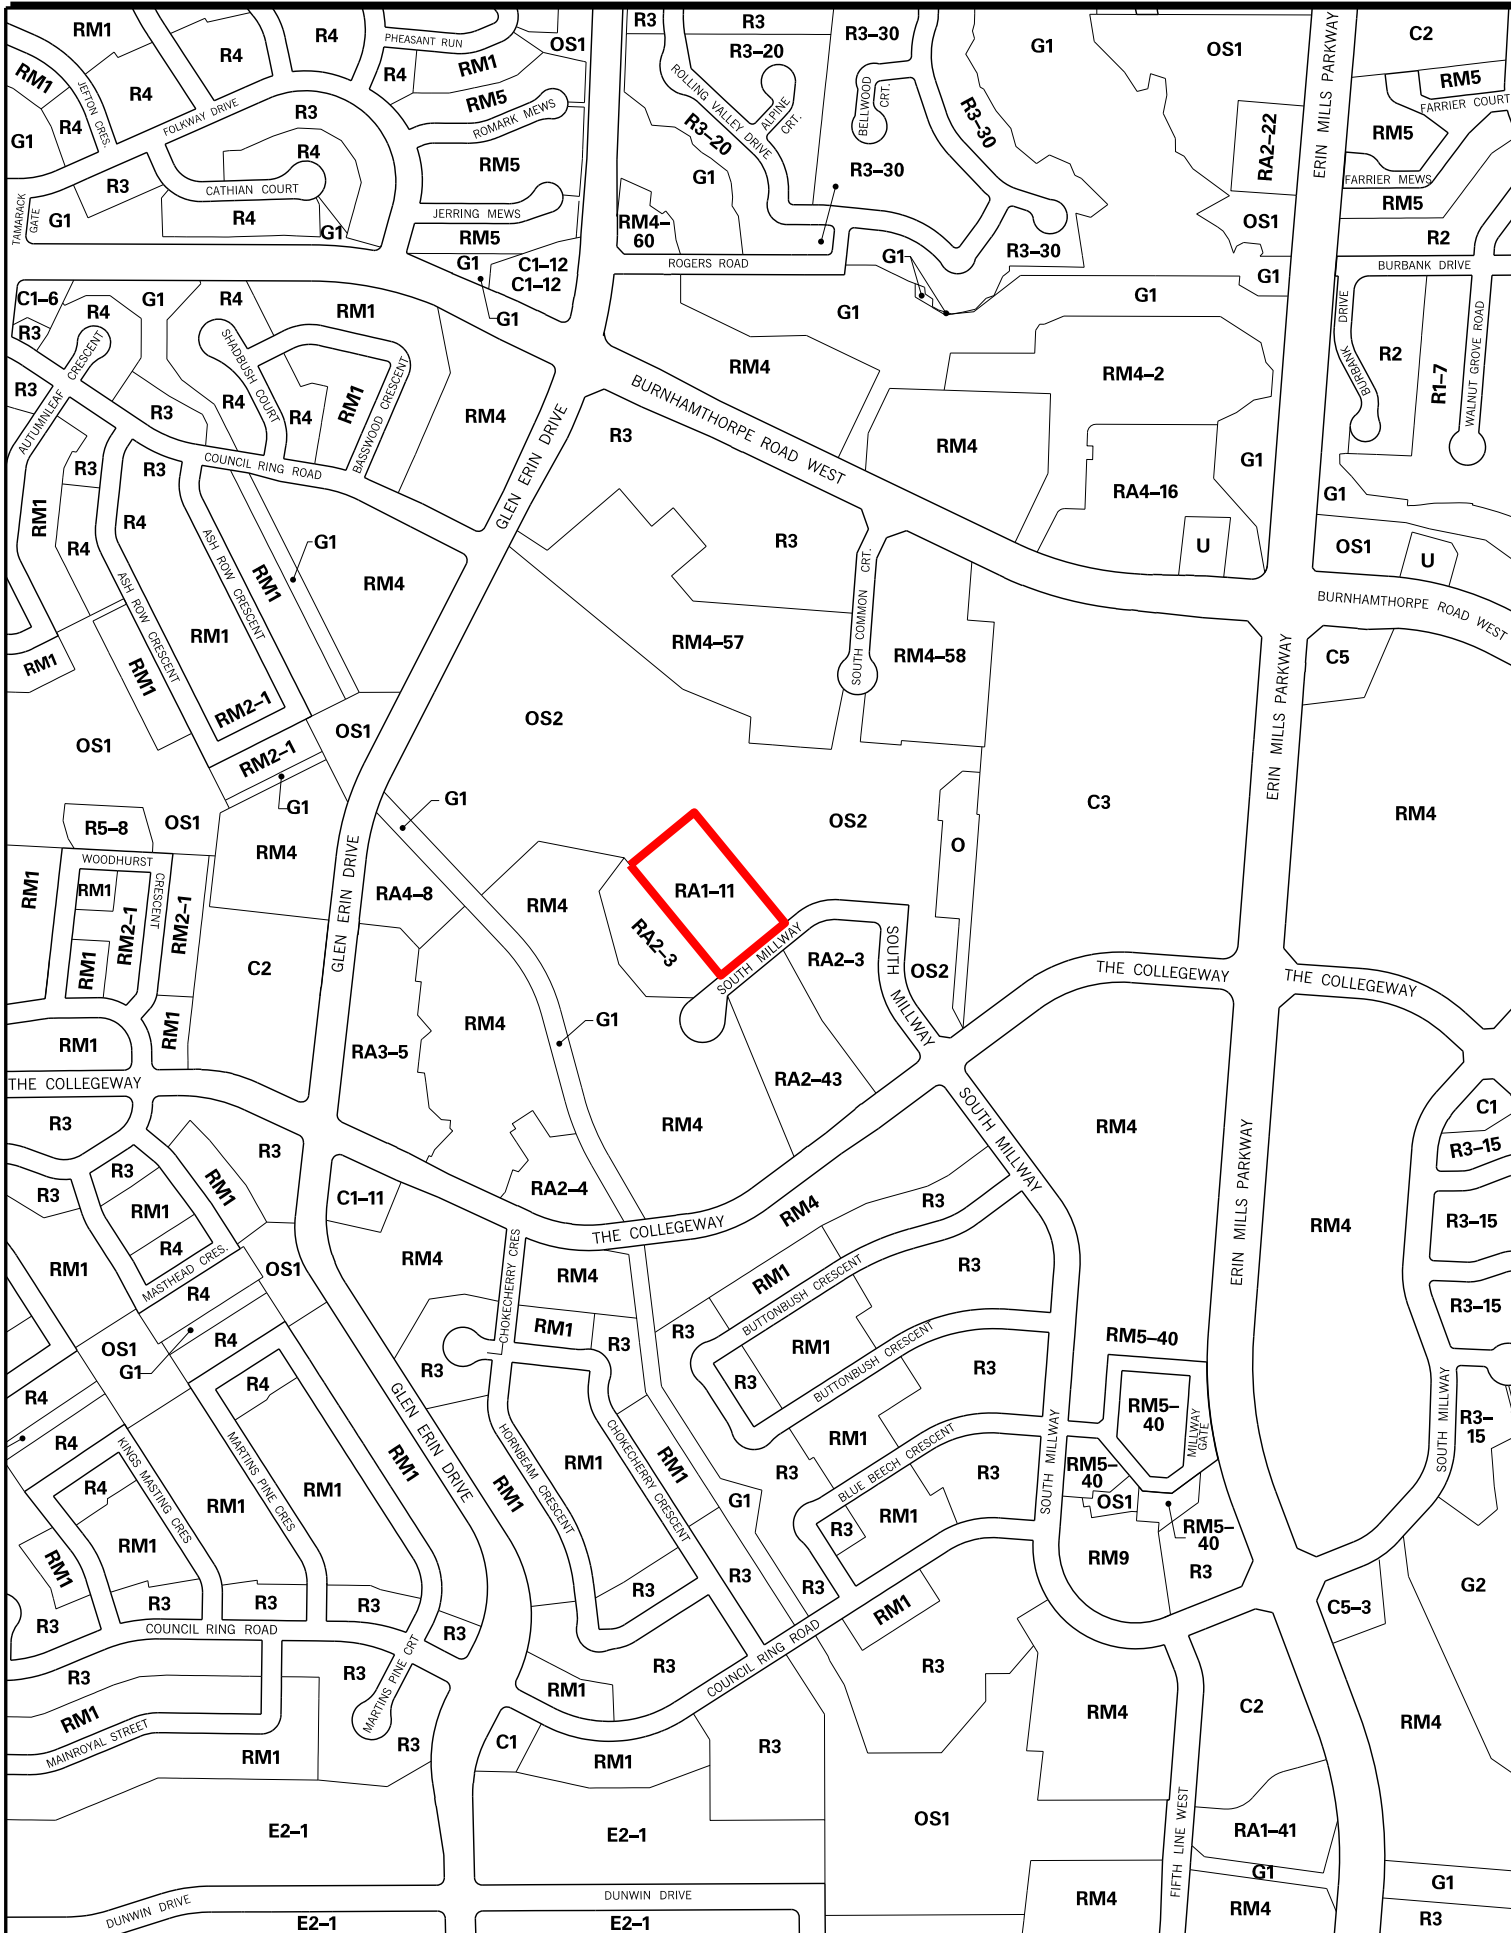 RM1
R4
R4
PHEASANT RUN
OS1
R3
R3
R3–20
R3–30
G1
OS1
ERIN MILLS PARKWAY
C2
RM1
JEFTON CRES.
R4
R4
RM1
RM5
ROMARK MEWS
ROLLING VALLEY DRIVE
ALPINE
CRT.
BELLWOOD
CRT.
R3–30
RM5
FARRIER COURT
G1
R4
FOLKWAY DRIVE
R3
R4
RM5
R3–20
RA2–22
RM5
R3
CATHIAN COURT
G1
R3–30
FARRIER MEWS
RM5
TAMARACK
GATE
G1
R4
G1
JERRING MEWS
RM5
RM4–
60
OS1
R2
G1
C1–12
C1–12
ROGERS ROAD
G1
R3–30
G1
BURBANK DRIVE
C1–6
R4
G1
R4
RM1
G1
G1
G1
R3
AUTUMNLEAF CRESCENT
SHADBUSH COURT
BASSWOOD CRESCENT
RM4
RM4–2
BURBANK DRIVE
R2
R1–7
WALNUT GROVE ROAD
R3
R3
R4
R4
RM1
RM4
GLEN ERIN DRIVE
BURNHAMTHORPE ROAD WEST
R3
RM4
G1
R3
R3
COUNCIL RING ROAD
RA4–16
G1
RM1
R4
R4
ASH ROW CRESCENT
RM1
G1
R3
SOUTH COMMON CRT.
U
OS1
U
ASH ROW CRESCENT
RM4
BURNHAMTHORPE ROAD WEST
RM1
RM1
RM1
RM4–57
RM4–58
ERIN MILLS PARKWAY
C5
RM2–1
OS1
OS2
OS1
RM2–1
G1
G1
C3
RM4
R5–8
OS1
OS2
WOODHURST
CRESCENT
RM4
GLEN ERIN DRIVE
O
RM1
RM1
RM2–1
RM2–1
RA4–8
RM4
RA1–11
RA2–3
SOUTH MILLWAY
RA2–3
SOUTH MILLWAY
RM1
C2
OS2
THE COLLEGEWAY
THE COLLEGEWAY
RM1
RM1
RA3–5
RM4
G1
THE COLLEGEWAY
RA2–43
R3
RM4
SOUTH MILLWAY
RM4
ERIN MILLS PARKWAY
C1
R3
R3–15
R3
RM1
R3
C1–11
RA2–4
R3
RM1
R4
THE COLLEGEWAY
RM4
RM4
R3–15
MASTHEAD CRES.
OS1
RM4
CHOKECHERRY CRES
RM4
RM1
R3
RM1
R4
BUTTONBUSH CRESCENT
R3–15
OS1
G1
R4
RM1
R3
R3
RM1
RM5–40
R4
R3
R3
BUTTONBUSH CRESCENT
R3
R4
GLEN ERIN DRIVE
RM5–
40
MILLWAY
GATE
SOUTH MILLWAY
R3–
15
R4
KINGS MASTING CRES
MARTINS PINE CRES
RM1
HORNBEAM CRESCENT
RM1
CHOKECHERRY CRESCENT
RM1
RM1
BLUE BEECH CRESCENT
SOUTH MILLWAY
R4
RM1
RM1
RM1
R3
G1
R3
RM5–
40
OS1
RM1
RM1
R3
RM1
RM5–
40
RM9
R3
G2
R3
R3
R3
R3
R3
R3
R3
C5–3
R3
COUNCIL RING ROAD
R3
RM1
R3
MARTINS PINE CRT
R3
COUNCIL RING ROAD
R3
RM1
MAINROYAL STREET
RM1
RM1
RM4
C2
RM4
R3
C1
RM1
R3
E2–1
E2–1
OS1
FIFTH LINE WEST
RA1–41
G1
G1
DUNWIN DRIVE
DUNWIN DRIVE
RM4
RM4
R3
E2–1
E2–1